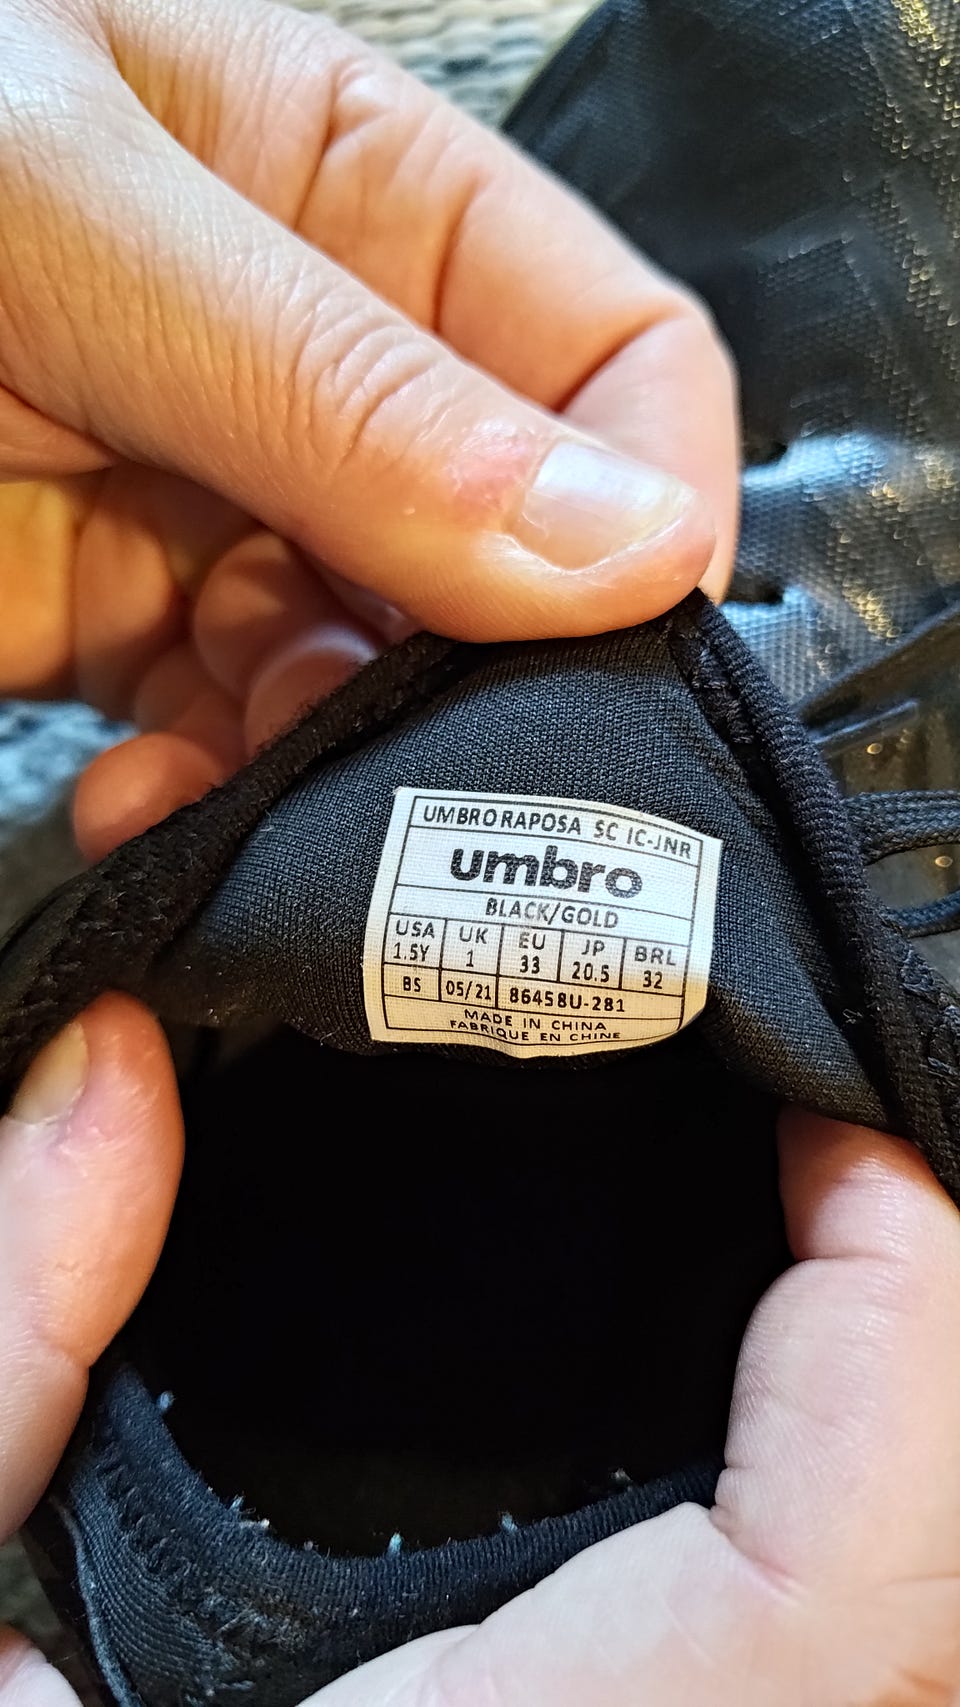 UMBRO RAPOSA SC IC-JNR
umbro
BLACK/GOLD
USA UK EU JP BRL
1.5Y 1 33 20.5 32
BS 05/21 86458U-281
MADE IN CHINA
FABRIQUE EN CHINE